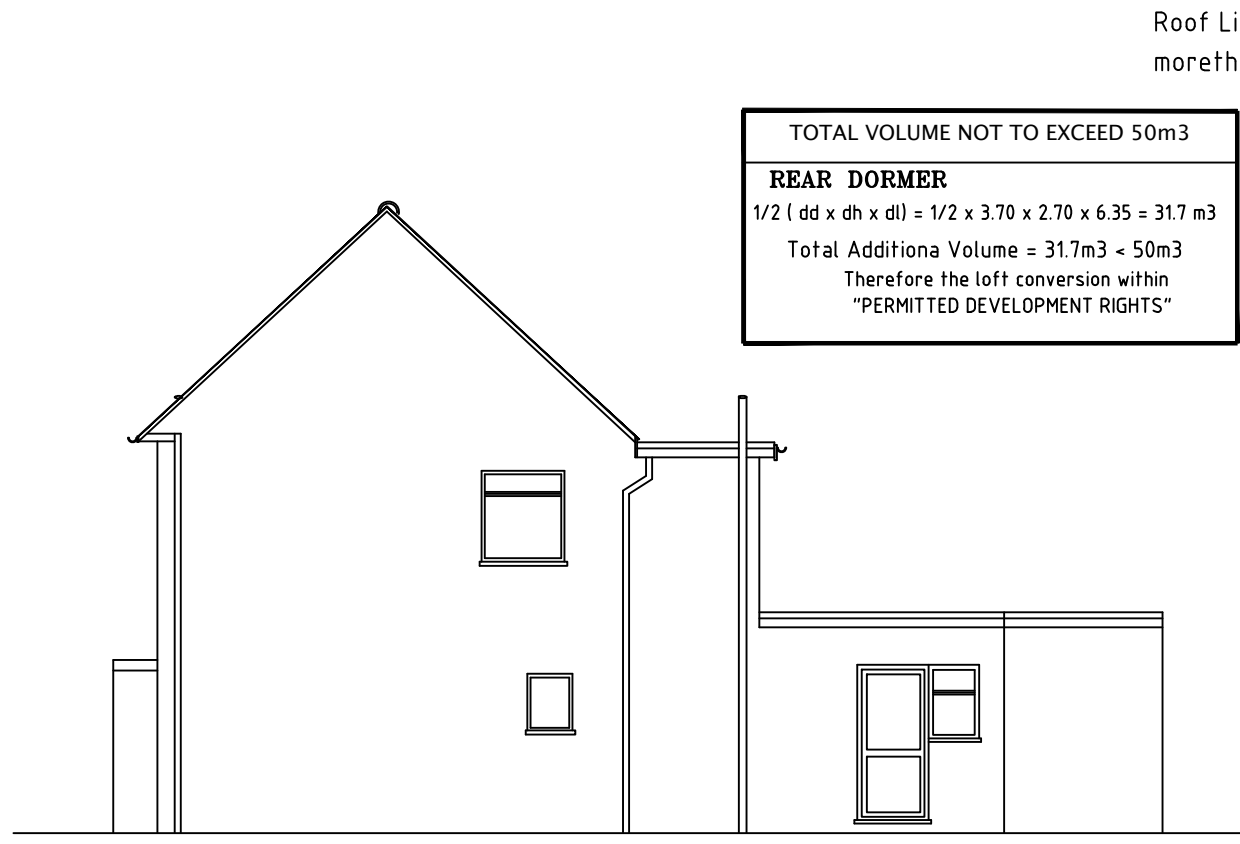 Roof Li
moreth
TOTAL VOLUME NOT TO EXCEED 50m3
REAR DORMER
1/2 ( dd x dh x dl) = 1/2 x 3.70 x 2.70 x 6.35 = 31.7 m3
Total Additiona Volume = 31.7m3 < 50m3
Therefore the loft conversion within
"PERMITTED DEVELOPMENT RIGHTS"